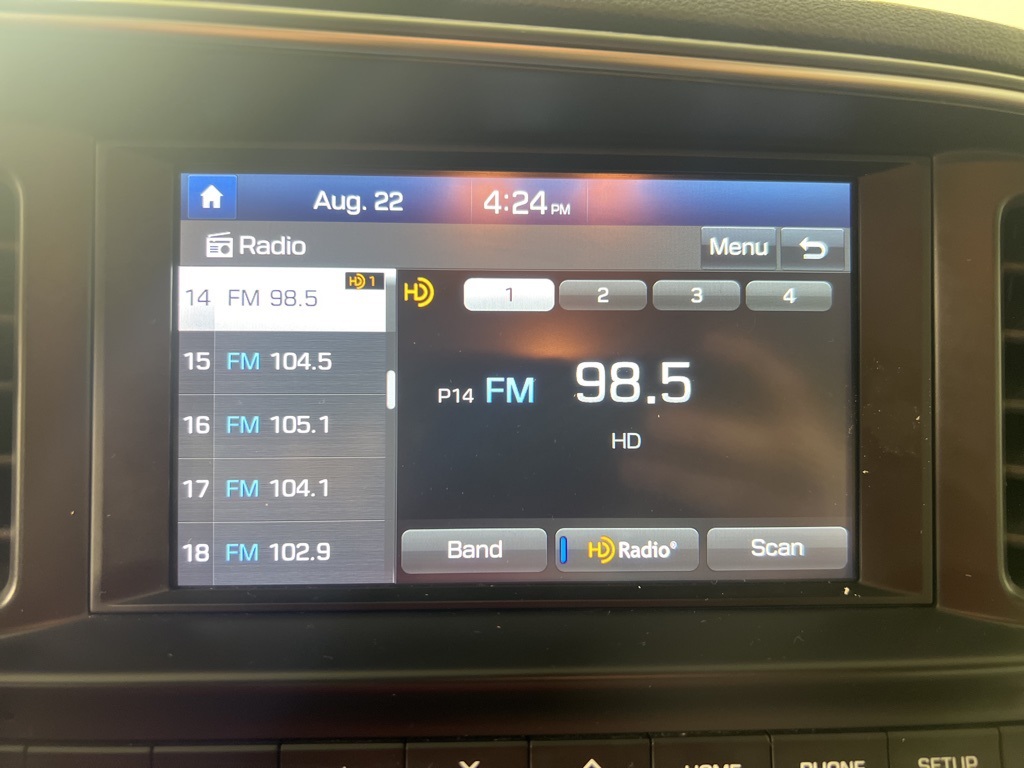 Aug. 22 4:24 PM
Radio Menu
14 FM 98.5 HD 1
15 FM 104.5
16 FM 105.1
17 FM 104.1
18 FM 102.9
HD 1 2 3 4
P14 FM 98.5
HD
Band HD Radio® Scan
HOME PHONE SETUP